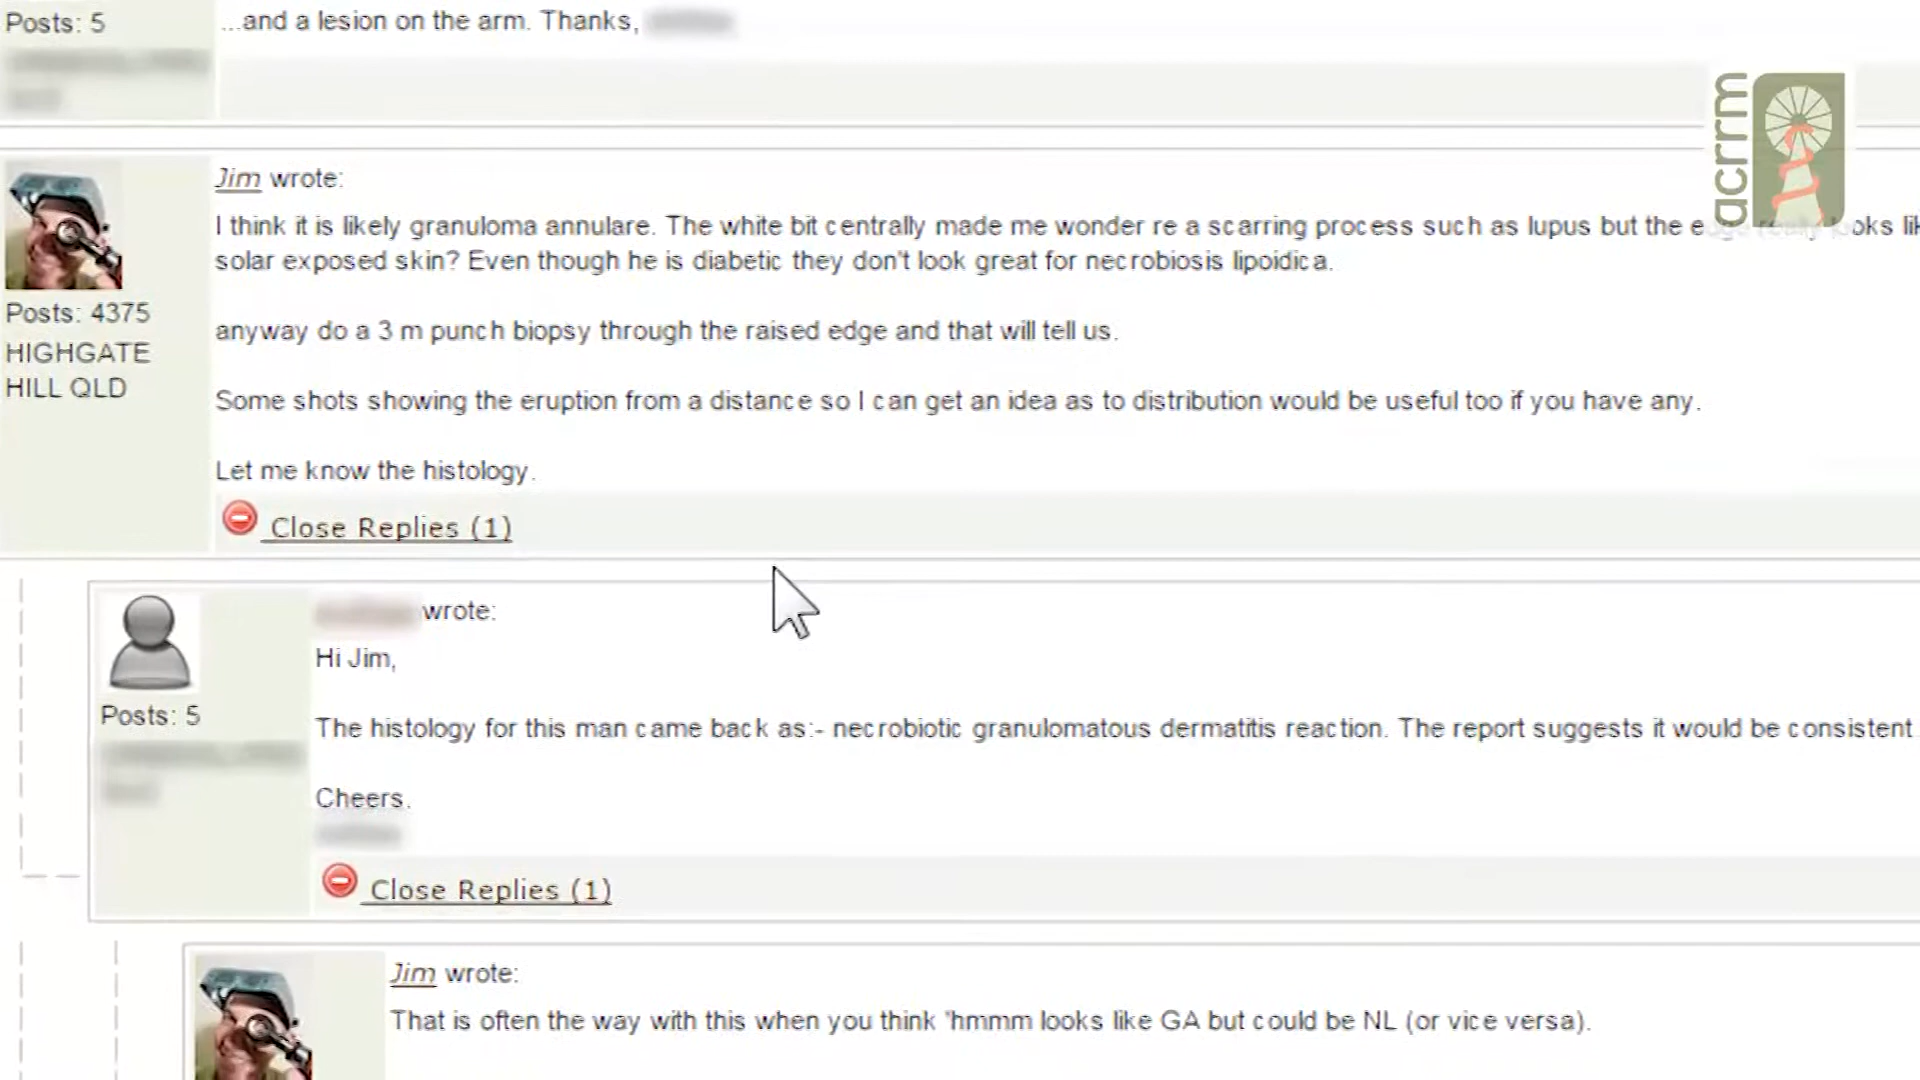 Posts: 5
...and a lesion on the arm. Thanks,
acrrm
Jim wrote:
I think it is likely granuloma annulare. The white bit centrally made me wonder re a scarring process such as lupus but the edge really looks
solar exposed skin? Even though he is diabetic they don't look great for necrobiosis lipoidica.
Posts: 4375
HIGHGATE
HILL QLD
anyway do a 3 m punch biopsy through the raised edge and that will tell us.
Some shots showing the eruption from a distance so I can get an idea as to distribution would be useful too if you have any.
Let me know the histology.
Close Replies (1)
wrote:
Hi Jim,
Posts: 5
The histology for this man came back as:- necrobiotic granulomatous dermatitis reaction. The report suggests it would be consistent
Cheers.
Close Replies (1)
Jim wrote:
That is often the way with this when you think 'hmmm looks like GA but could be NL (or vice versa).